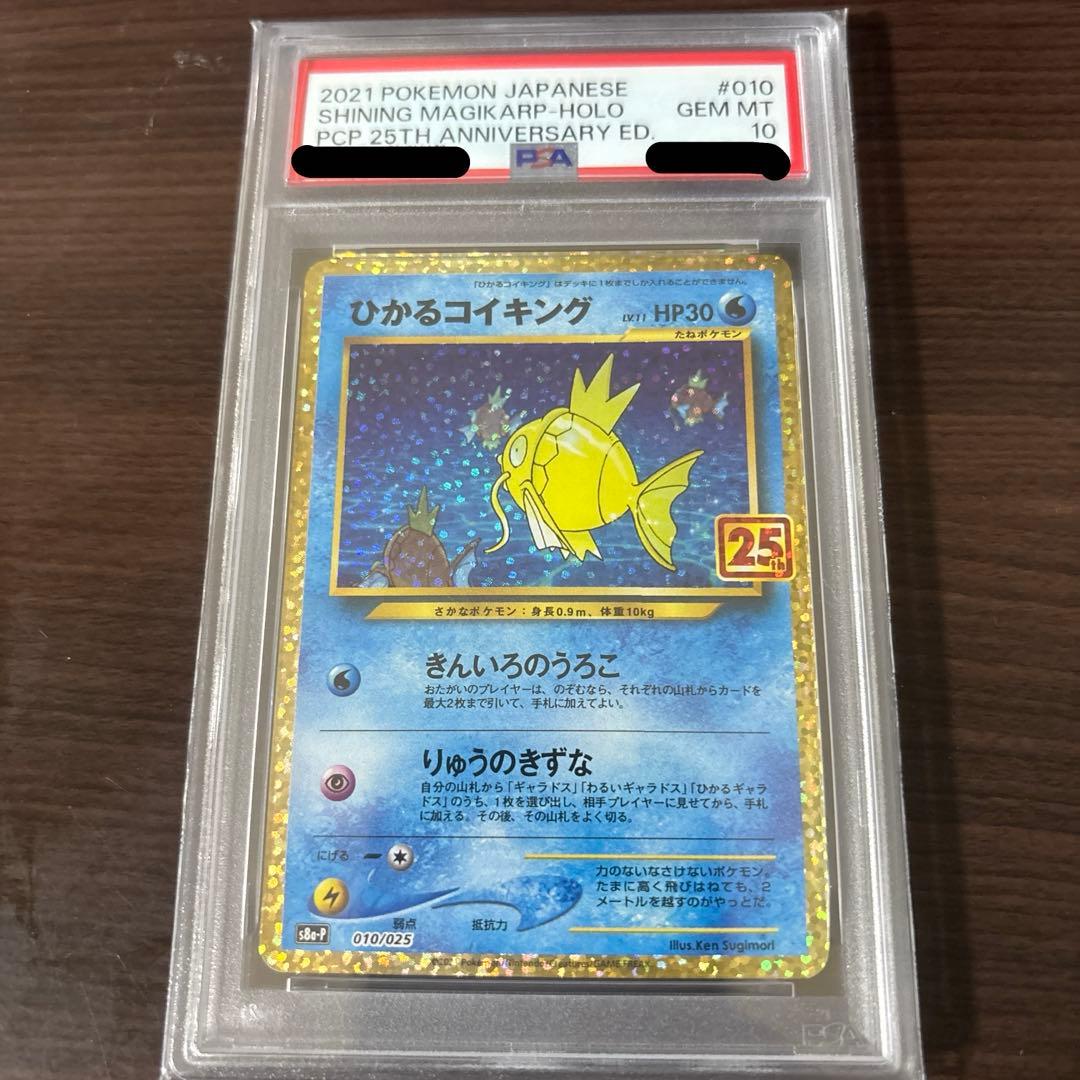 2021 POKEMON JAPANESE #010
SHINING MAGIKARP-HOLO GEM MT
PCP 25TH ANNIVERSARY ED. 10
PSA
「ひかるコイキング」はデッキに1枚までしか入れることができません。
ひかるコイキング LV.11 HP30
たねポケモン
25th
さかなポケモン：身長0.9m、体重10kg
きんいろのうろこ
おたがいのプレイヤーは、のぞむなら、それぞれの山札からカードを
最大2枚まで引いて、手札に加えてよい。
りゅうのきずな
自分の山札から「ギャラドス」「わるいギャラドス」「ひかるギャラ
ドス」のうち、1枚を選び出し、相手プレイヤーに見せてから、手札
に加える。その後、その山札をよく切る。
にげる
力のないなさけないポケモン。
たまに高く飛びはねても、2
メートルを越すのがやっとだ。
弱点 抵抗力
s8a-P 010/025
Illus.Ken Sugimori
©2021 Pokémon/Nintendo/Creatures/GAME FREAK
PSA